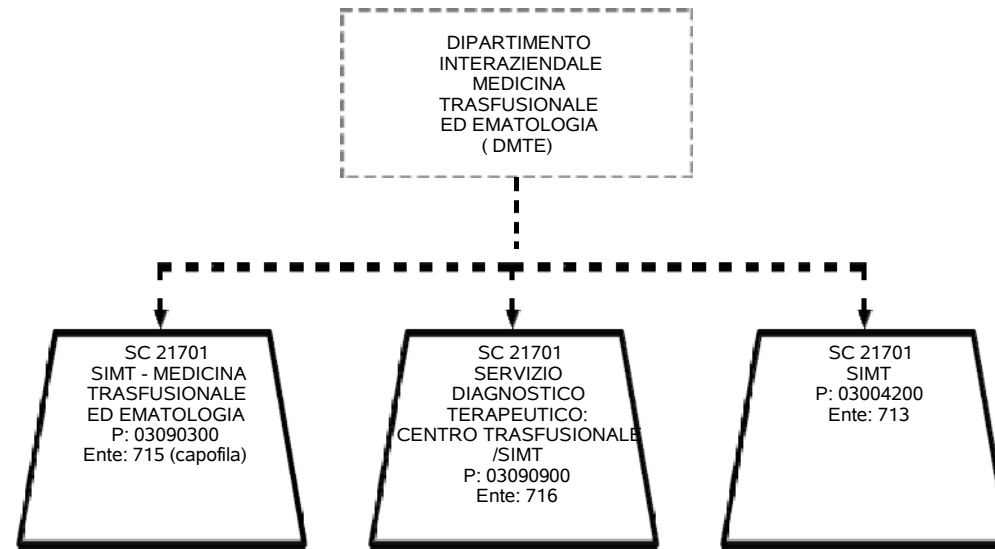 DIPARTIMENTO
INTERAZIENDALE
MEDICINA
TRASFUSIONALE
ED EMATOLOGIA
( DMTE)
SC 21701
SIMT - MEDICINA
TRASFUSIONALE
ED EMATOLOGIA
P: 03090300
Ente: 715 (capofila)
SC 21701
SERVIZIO
DIAGNOSTICO
TERAPEUTICO:
CENTRO TRASFUSIONALE
/SIMT
P: 03090900
Ente: 716
SC 21701
SIMT
P: 03004200
Ente: 713